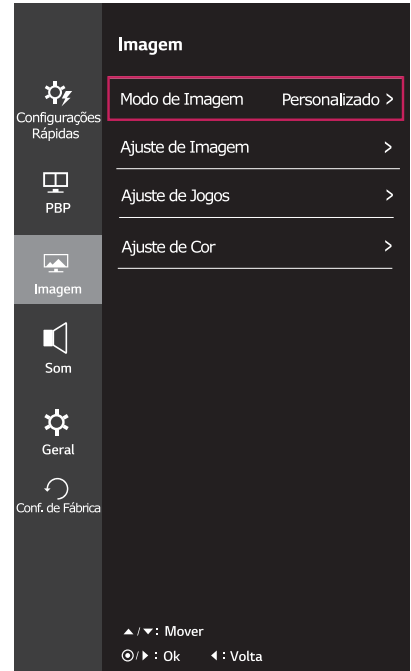 Imagem
Configurações
Rápidas
PBP
Imagem
Som
Geral
Conf. de Fábrica
Modo de Imagem Personalizado >
Ajuste de Imagem >
Ajuste de Jogos >
Ajuste de Cor >
▲/▼: Mover
◉/▶ : Ok ◀ : Volta